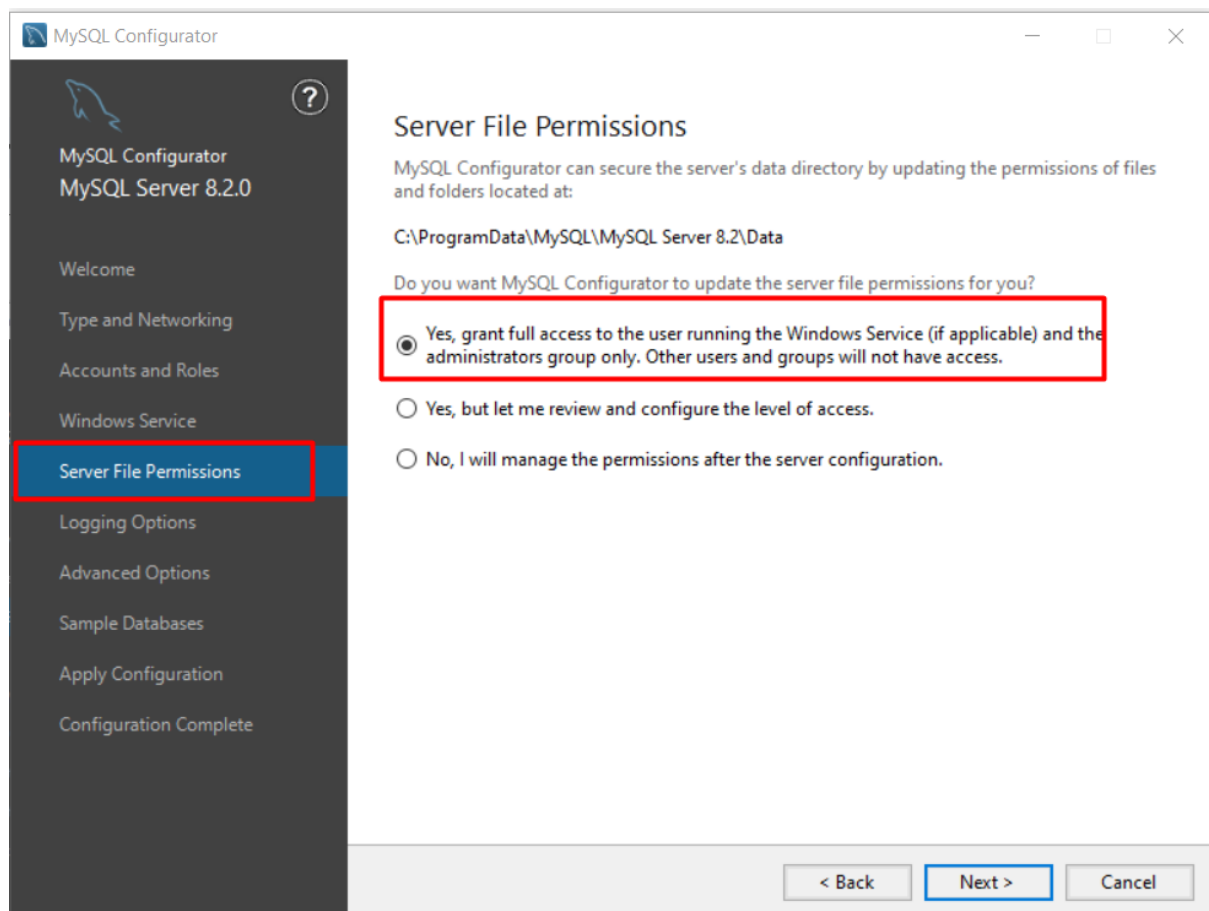 MySQL Configurator
?
MySQL Configurator
MySQL Server 8.2.0
Welcome
Type and Networking
Accounts and Roles
Windows Service
Server File Permissions
Logging Options
Advanced Options
Sample Databases
Apply Configuration
Configuration Complete
Server File Permissions
MySQL Configurator can secure the server's data directory by updating the permissions of files
and folders located at:
C:\ProgramData\MySQL\MySQL Server 8.2\Data
Do you want MySQL Configurator to update the server file permissions for you?
Yes, grant full access to the user running the Windows Service (if applicable) and the
administrators group only. Other users and groups will not have access.
Yes, but let me review and configure the level of access.
No, I will manage the permissions after the server configuration.
< Back
Next >
Cancel